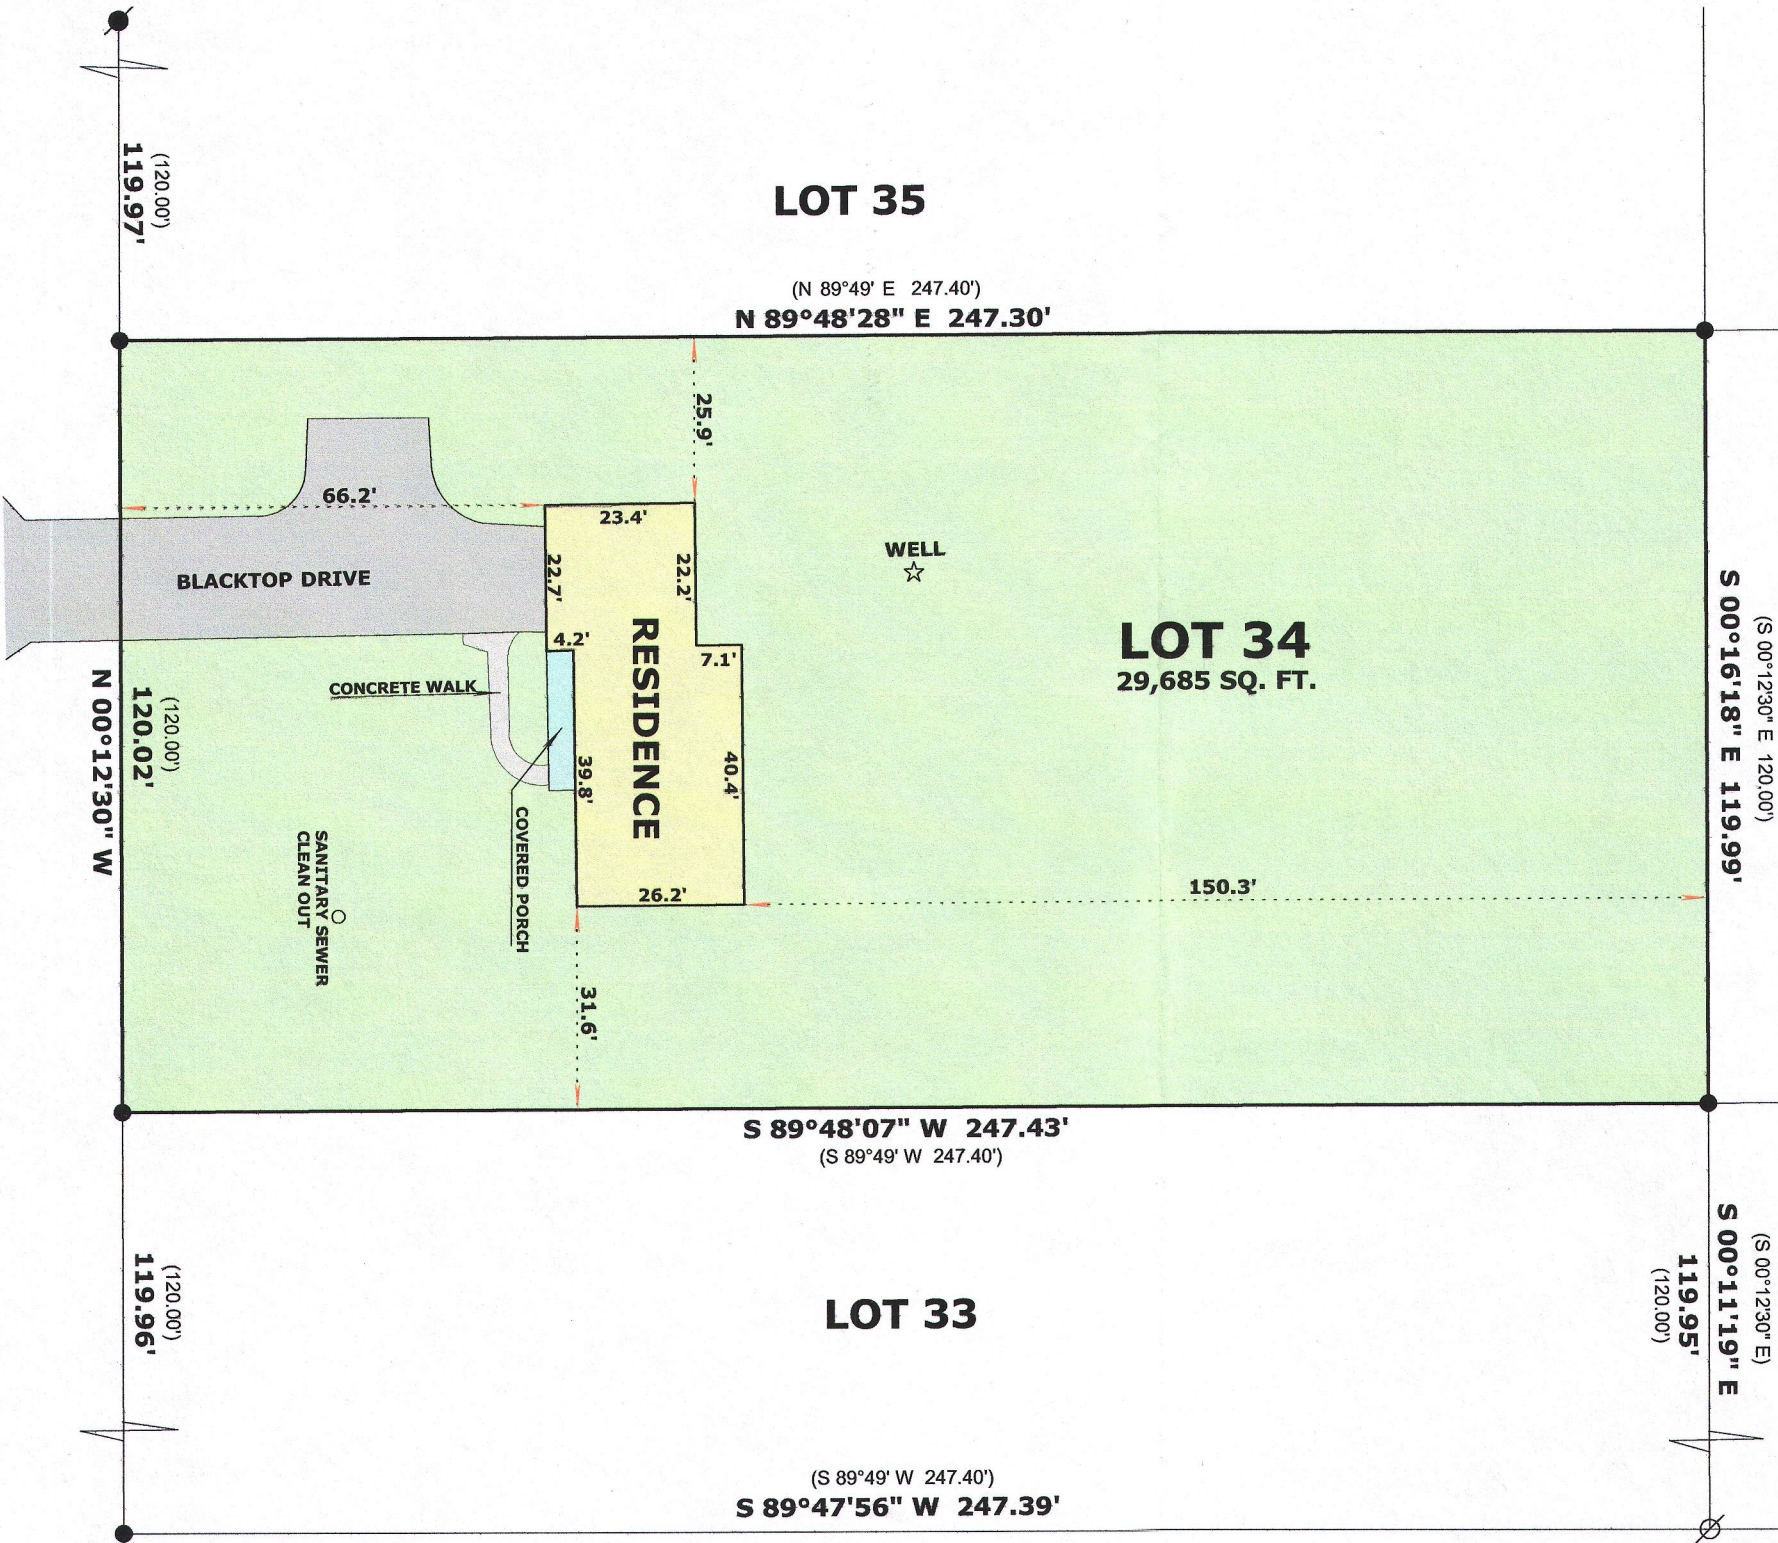 (120.00')
119.97'
LOT 35
(N 89°49' E 247.40')
N 89°48'28" E 247.30'
25.9'
66.2'
23.4'
22.7'
22.2'
WELL
BLACKTOP DRIVE
4.2'
7.1'
RESIDENCE
LOT 34
29,685 SQ. FT.
CONCRETE WALK
(120.00')
120.02'
N 00°12'30" W
39.8'
40.4'
COVERED PORCH
SANITARY SEWER
CLEAN OUT
26.2'
150.3'
31.6'
(S 00°12'30" E 120.00')
S 00°16'18" E 119.99'
S 89°48'07" W 247.43'
(S 89°49' W 247.40')
(120.00')
119.96'
LOT 33
(S 00°12'30" E)
S 00°11'19" E
119.95'
(120.00')
(S 89°49' W 247.40')
S 89°47'56" W 247.39'